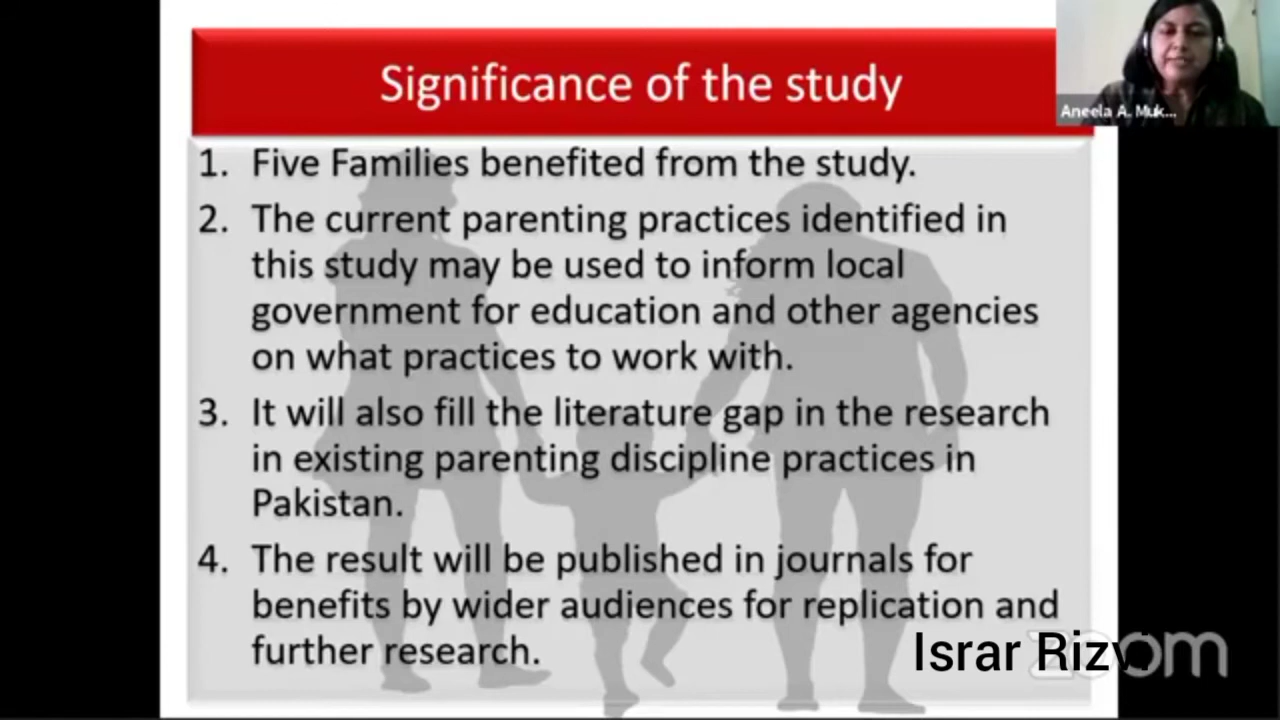 Significance of the study
Aneela A. Muk...
1. Five Families benefited from the study.
2. The current parenting practices identified in
this study may be used to inform local
government for education and other agencies
on what practices to work with.
3. It will also fill the literature gap in the research
in existing parenting discipline practices in
Pakistan.
4. The result will be published in journals for
benefits by wider audiences for replication and
further research.
Israr Rizvi
zoom